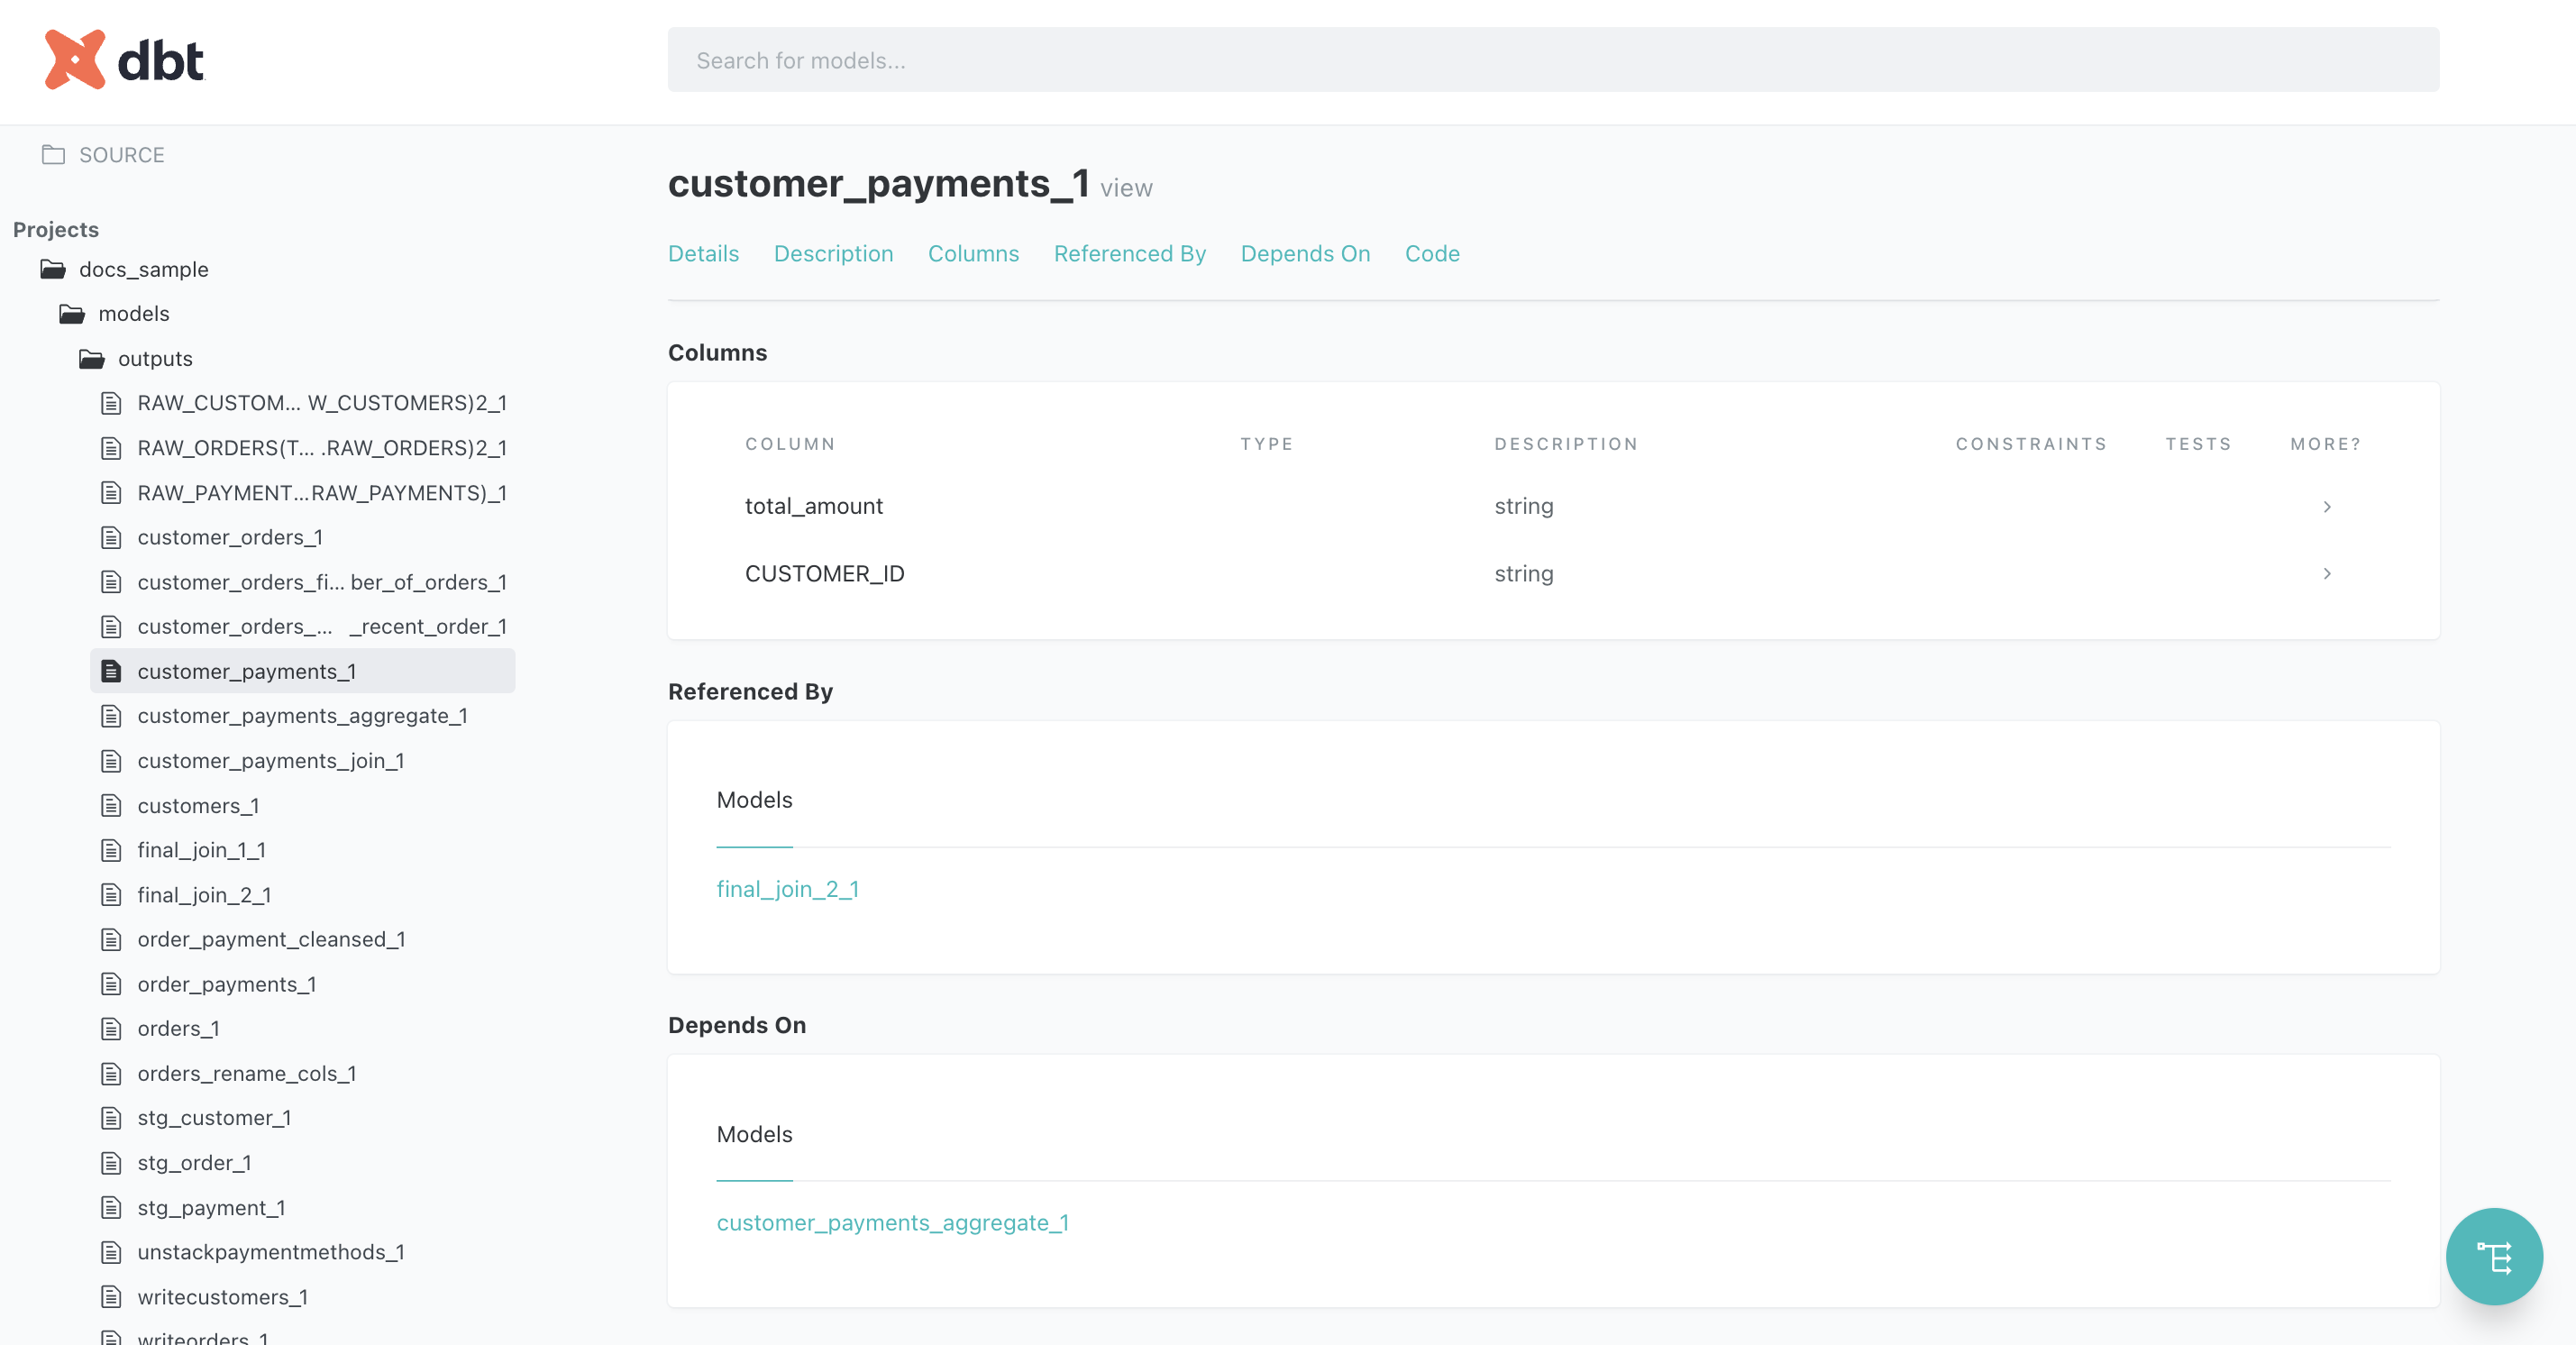 dbt
Search for models...
SOURCE
Projects
docs_sample
models
outputs
RAW_CUSTOM... W_CUSTOMERS)2_1
RAW_ORDERS(T... .RAW_ORDERS)2_1
RAW_PAYMENT...RAW_PAYMENTS)_1
customer_orders_1
customer_orders_fi... ber_of_orders_1
customer_orders_... _recent_order_1
customer_payments_1
customer_payments_aggregate_1
customer_payments_join_1
customers_1
final_join_1_1
final_join_2_1
order_payment_cleansed_1
order_payments_1
orders_1
orders_rename_cols_1
stg_customer_1
stg_order_1
stg_payment_1
unstackpaymentmethods_1
writecustomers_1
writeorders_1
customer_payments_1 view
Details Description Columns Referenced By Depends On Code
Columns
COLUMN TYPE DESCRIPTION CONSTRAINTS TESTS MORE?
total_amount string
CUSTOMER_ID string
Referenced By
Models
final_join_2_1
Depends On
Models
customer_payments_aggregate_1